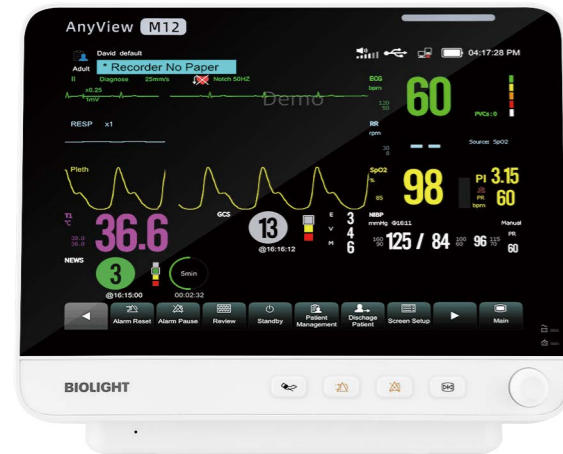 AnyView M12
David default
04:17:28 PM
Adult
* Recorder No Paper
II Diagnose 25mm/s Notch 50HZ
x0.25
1mV
Demo
ECG
bpm
120
50
60
PVCs : 0
RESP x1
RR
rpm
30
8
-- 
Source: SpO2
Pleth
SpO2
%
85
98
PI 3.15
PR
bpm
60
T1
°C
39.0
36.0
36.6
GCS
13
@16:16:12
E 3
V 4
M 6
NIBP
mmHg @16:11
Manual
160
90
125 / 84
100
60
96
115
70
PR
60
NEWS
3
@16:15:00
5min
00:02:32
Alarm Reset
Alarm Pause
Review
Standby
Patient Management
Dischage Patient
Screen Setup
Main
BIOLIGHT